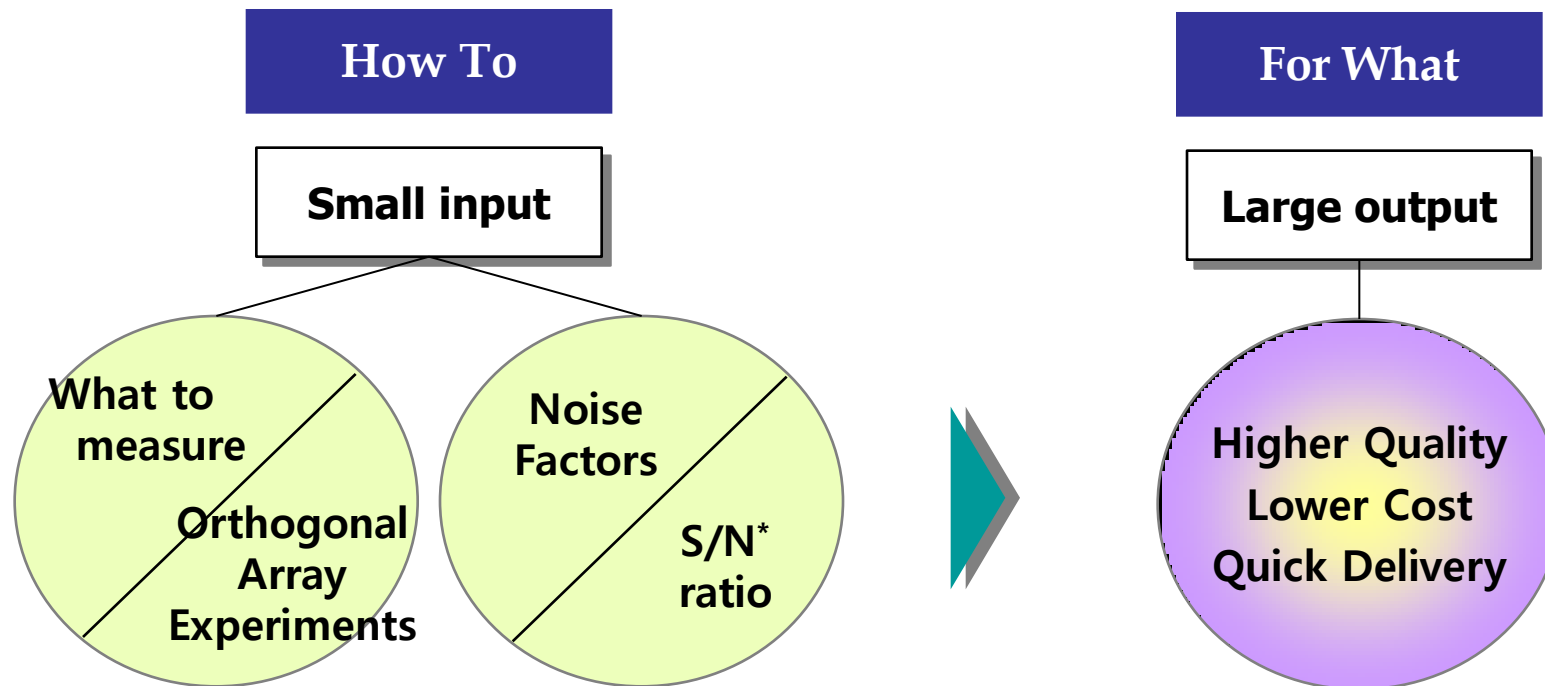 How To
For What
Small input
Large output
What to
measure
Orthogonal
Array
Experiments
Noise
Factors
S/N*
ratio
Higher Quality
Lower Cost
Quick Delivery